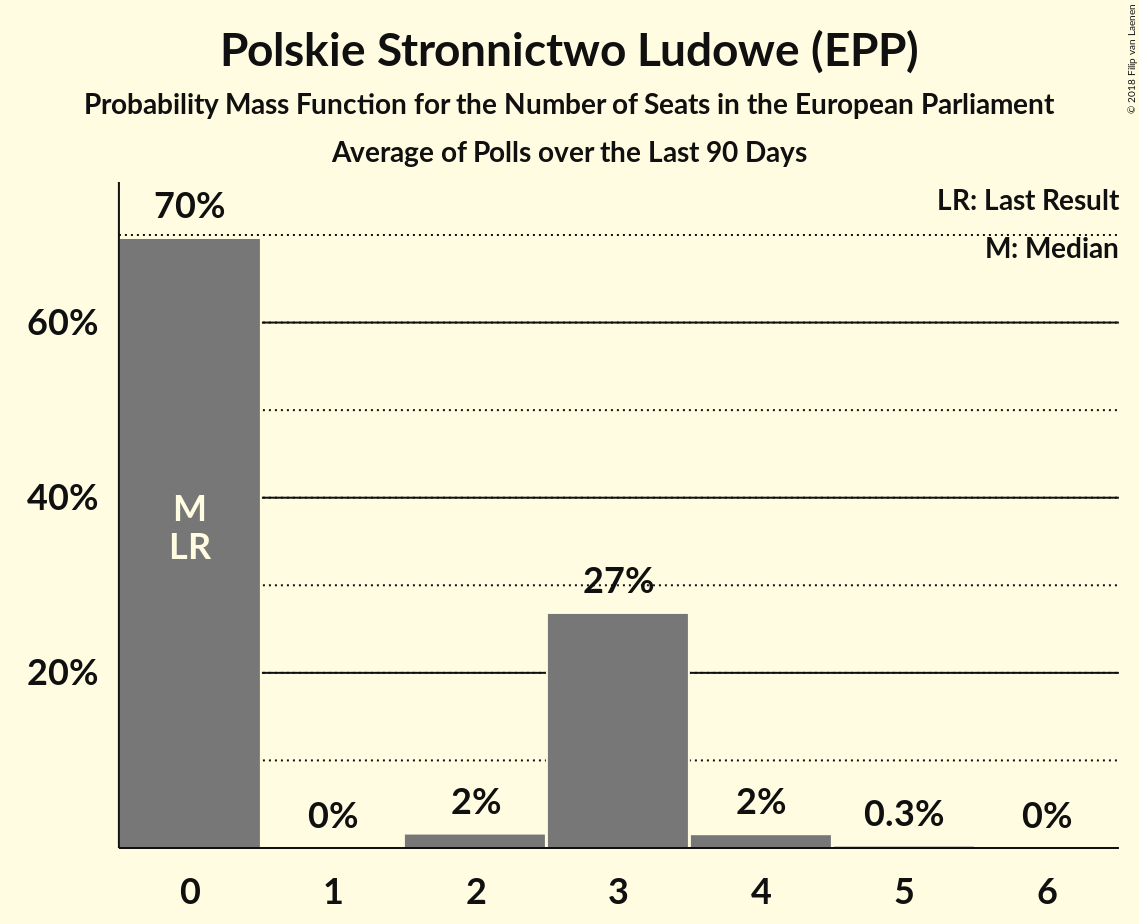 Polskie Stronnictwo Ludowe (EPP)
Probability Mass Function for the Number of Seats in the European Parliament
Average of Polls over the Last 90 Days
© 2018 Filip van Laenen
LR: Last Result
M: Median
70%
60%
40%
20%
M
LR
0%
2%
27%
2%
0.3%
0%
0 1 2 3 4 5 6